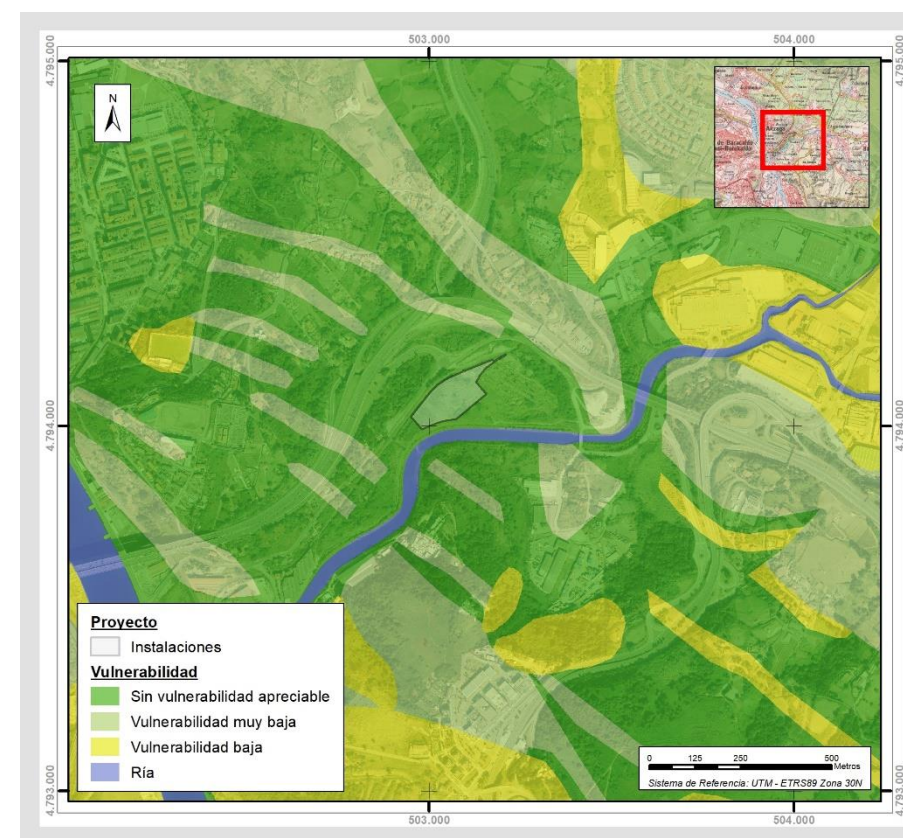 503.000
504.000
4.795.000
4.795.000
N
4.794.000
4.794.000
Proyecto
Instalaciones
Vulnerabilidad
Sin vulnerabilidad apreciable
Vulnerabilidad muy baja
Vulnerabilidad baja
Ría
0 125 250 500
Metros
Sistema de Referencia: UTM - ETRS89 Zona 30N
4.793.000
4.793.000
503.000
504.000